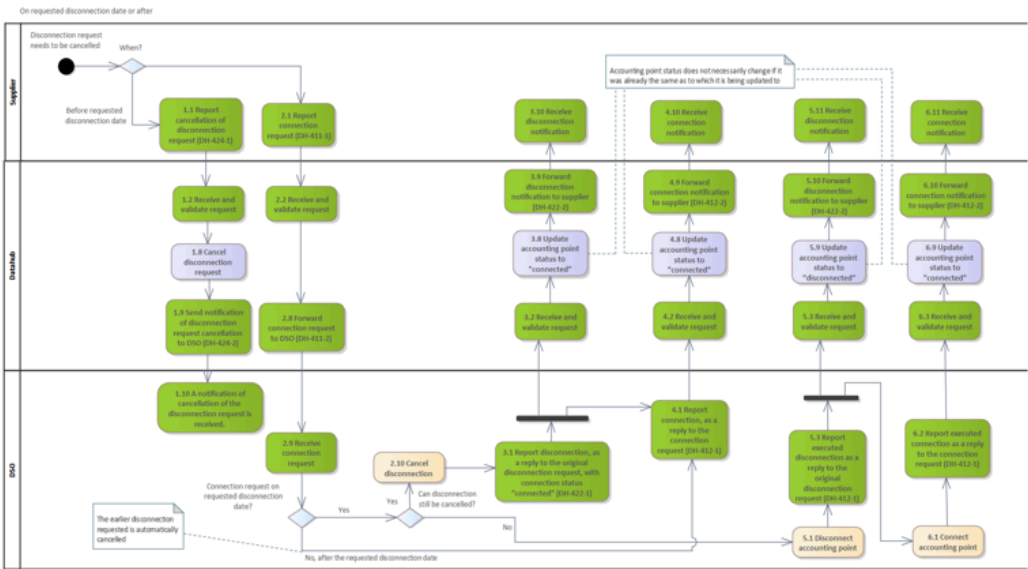 On requested disconnection date or after
Supplier
Disconnection request
needs to be cancelled
When?
Before requested
disconnection date
1.1 Report
cancellation of
disconnection
request (DH-424-1)
2.1 Report
connection
request (DH-411-1)
Accounting point status does not necessarily change if it
was already the same as to which it is being updated to
3.10 Receive
disconnection
notification
4.10 Receive
connection
notification
5.11 Receive
disconnection
notification
6.11 Receive
connection
notification
Datahub
1.2 Receive and
validate request
2.2 Receive and
validate request
3.9 Forward
disconnection
notification to supplier
(DH-422-2)
4.9 Forward
connection notification
to supplier (DH-412-2)
5.10 Forward
disconnection
notification to supplier
(DH-422-2)
6.10 Forward
connection notification
to supplier (DH-412-2)
1.8 Cancel
disconnection
request
3.8 Update
accounting point
status to
"connected"
4.8 Update
accounting point
status to
"connected"
5.9 Update
accounting point
status to
"disconnected"
6.9 Update
accounting point
status to
"connected"
1.9 Send notification
of disconnection
request cancellation
to DSO (DH-424-2)
2.8 Forward
connection request
to DSO (DH-411-2)
3.2 Receive and
validate request
4.2 Receive and
validate request
5.3 Receive and
validate request
6.3 Receive and
validate request
DSO
1.10 A notification of
cancellation of the
disconnection request is
received.
2.9 Receive
connection
request
2.10 Cancel
disconnection
3.1 Report disconnection, as
a reply to the original
disconnection request, with
connection status
"connected" (DH-422-1)
4.1 Report
connection, as a
reply to the
connection
request (DH-412-1)
5.3 Report
executed
disconnection as a
reply to the
original
disconnection
request (DH-412-1)
6.2 Report executed
connection as a reply
to the connection
request (DH-412-1)
Connection request on
requested disconnection
date?
Yes
Yes
Can disconnection
still be cancelled?
No
The earlier disconnection
requested is automatically
cancelled
No, after the requested disconnection date
5.1 Disconnect
accounting point
6.1 Connect
accounting point